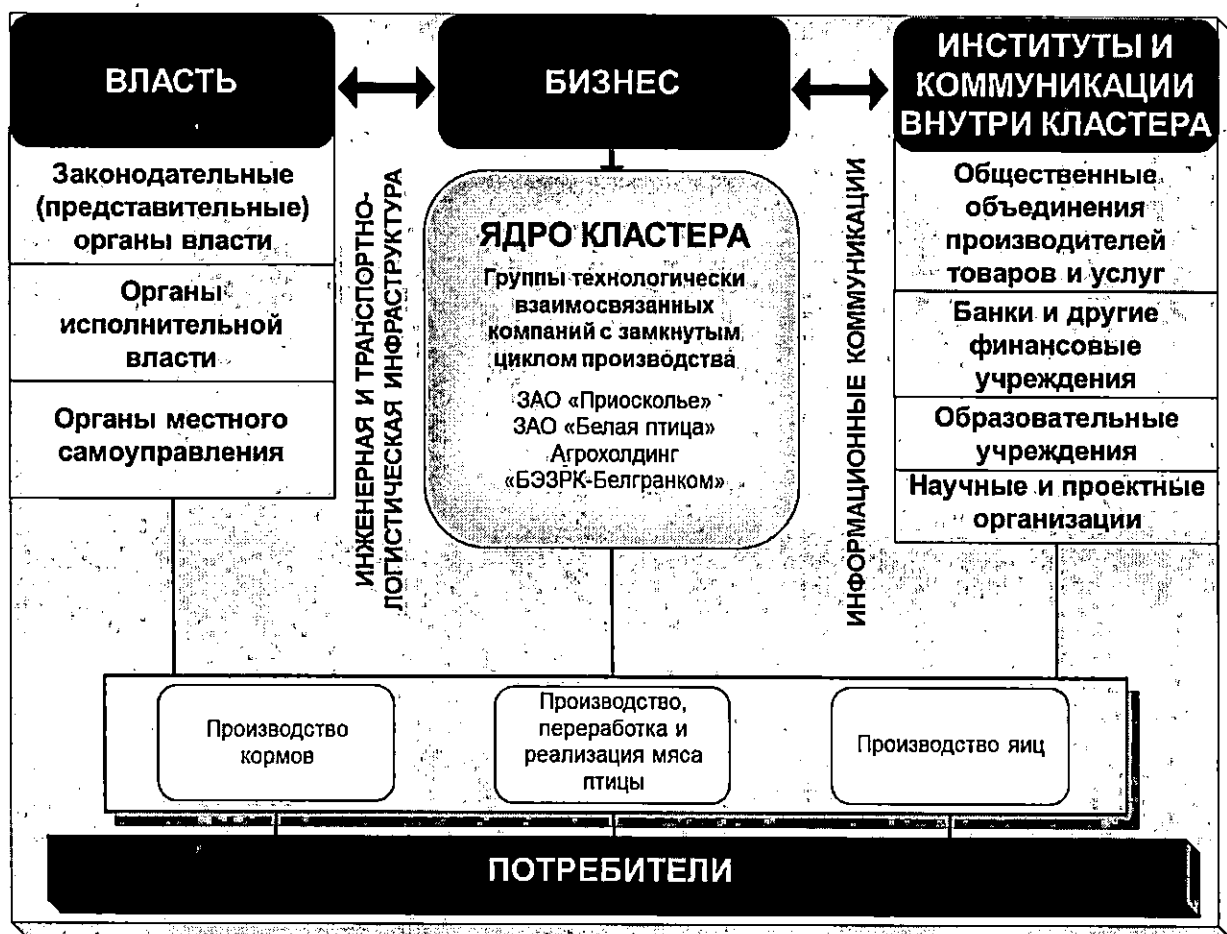 ВЛАСТЬ
Законодательные
(представительные)
органы власти
Органы
исполнительной
власти
Органы местного
самоуправления
ИНЖЕНЕРНАЯ И ТРАНСПОРТНО-
ЛОГИСТИЧЕСКАЯ ИНФРАСТРУКТУРА
БИЗНЕС
ЯДРО КЛАСТЕРА
Группы технологически
взаимосвязанных
компаний с замкнутым
циклом производства
ЗАО «Приосколье»
ЗАО «Белая птица»
Агрохолдинг
«БЭЗРК-Белгранком»
ИНФОРМАЦИОННЫЕ КОММУНИКАЦИИ
ИНСТИТУТЫ И
КОММУНИКАЦИИ
ВНУТРИ КЛАСТЕРА
Общественные
объединения
производителей
товаров и услуг
Банки и другие
финансовые
учреждения
Образовательные
учреждения
Научные и проектные
организации
Производство
кормов
Производство,
переработка и
реализация мяса
птицы
Производство яиц
ПОТРЕБИТЕЛИ